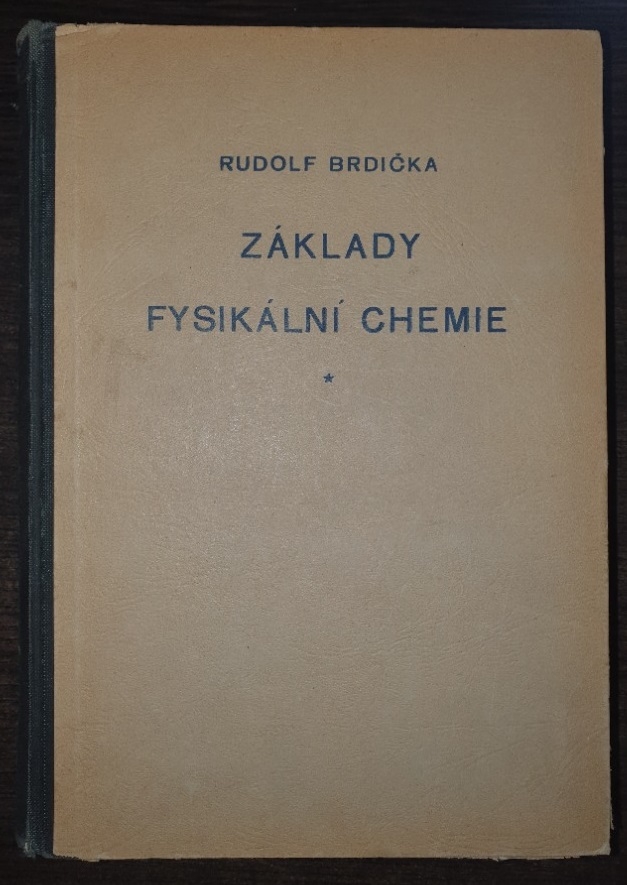 RUDOLF BRDIČKA
ZÁKLADY
FYSIKÁLNÍ CHEMIE
*